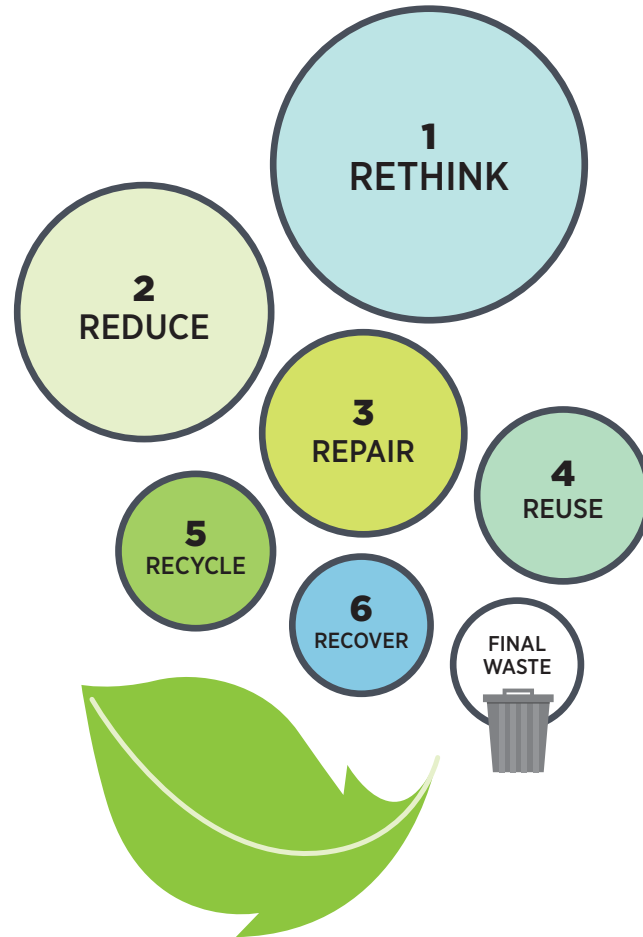 1
RETHINK
2
REDUCE
3
REPAIR
4
REUSE
5
RECYCLE
6
RECOVER
FINAL
WASTE